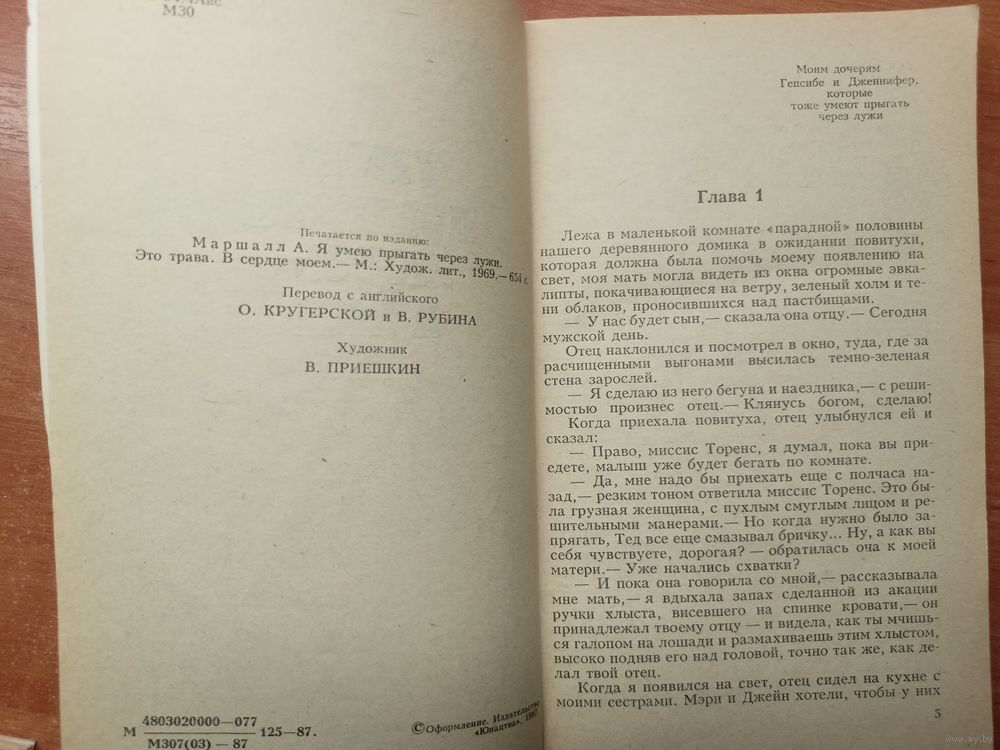 М30
Печатается по изданию:
Маршалл А. Я умею прыгать через лужи.
Это трава. В сердце моем.— М.: Худож. лит., 1969.— 654 с.
Перевод с английского
О. КРУГЕРСКОЙ и В. РУБИНА
Художник
В. ПРИЕШКИН
4803020000—077
М ——— 125—87.
М307(03) — 87
©Оформление. Издательство
«Юнацтва», 1987.
Моим дочерям
Гепсибе и Дженнифер,
которые
тоже умеют прыгать
через лужи
Глава 1
Лежа в маленькой комнате «парадной» половины
нашего деревянного домика в ожидании повитухи,
которая должна была помочь моему появлению на
свет, моя мать могла видеть из окна огромные эвка-
липты, покачивающиеся на ветру, зеленый холм и те-
ни облаков, проносившихся над пастбищами.
— У нас будет сын,— сказала она отцу.— Сегодня
мужской день.
Отец наклонился и посмотрел в окно, туда, где за
расчищенными выгонами высилась темно-зеленая
стена зарослей.
— Я сделаю из него бегуна и наездника,— с реши-
мостью произнес отец.— Клянусь богом, сделаю!
Когда приехала повитуха, отец улыбнулся ей и
сказал:
— Право, миссис Торенс, я думал, пока вы при-
едете, малыш уже будет бегать по комнате.
— Да, мне надо бы приехать еще с полчаса на-
зад,— резким тоном ответила миссис Торенс. Это бы-
ла грузная женщина, с пухлым смуглым лицом и ре-
шительными манерами.— Но когда нужно было за-
прягать, Тед все еще смазывал бричку... Ну, а как вы
себя чувствуете, дорогая? — обратилась она к моей
матери.— Уже начались схватки?
— И пока она говорила со мной,— рассказывала
мне мать,— я вдыхала запах сделанной из акации
ручки хлыста, висевшего на спинке кровати,— он
принадлежал твоему отцу — и видела, как ты мчишь-
ся галопом на лошади и размахиваешь этим хлыстом,
высоко подняв его над головой, точно так же, как де-
лал твой отец.
Когда я появился на свет, отец сидел на кухне с
моими сестрами. Мэри и Джейн хотели, чтобы у них
5
www.ay.by